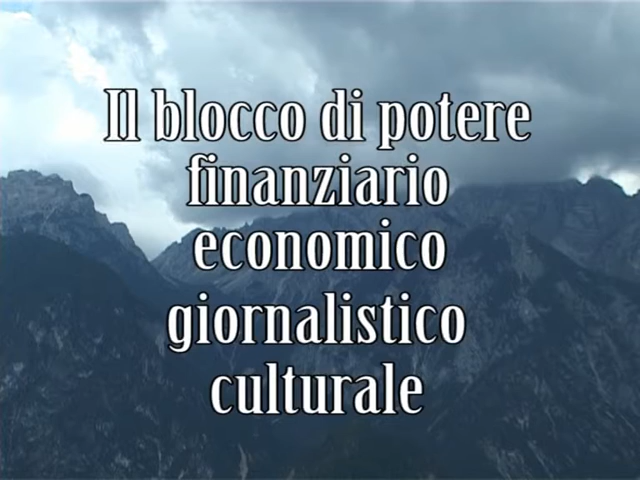 Il blocco di potere
finanziario
economico
giornalistico
culturale